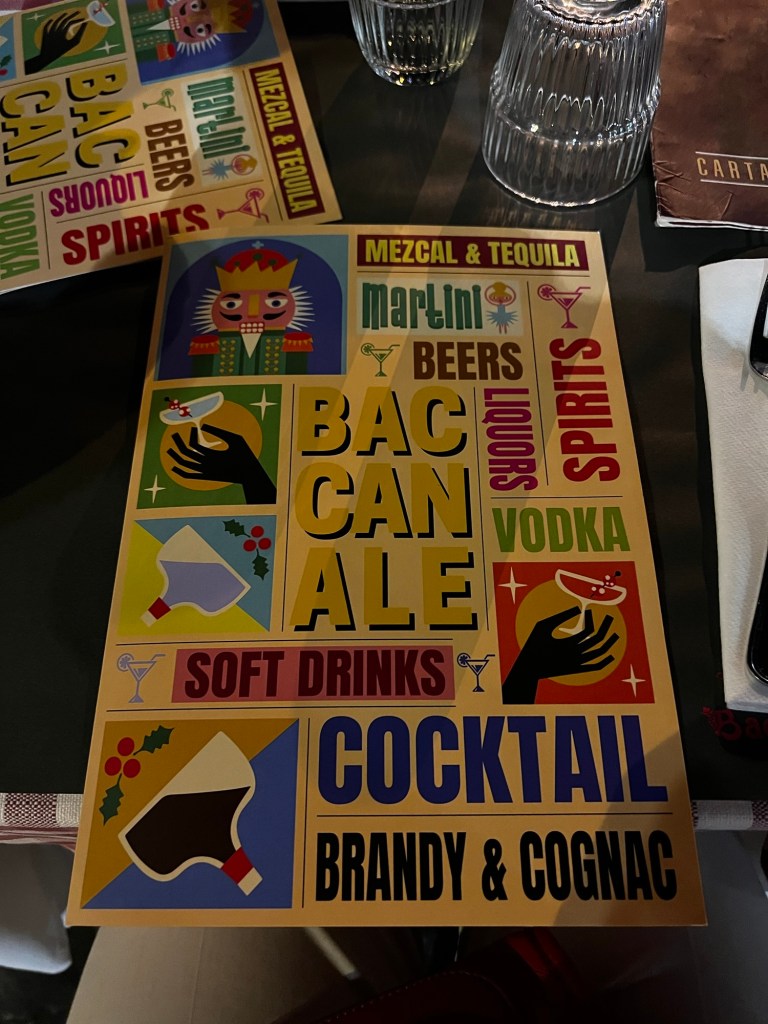 MEZCAL & TEQUILA
Martini
BEERS
LIQUORS
SPIRITS
BAC
CAN
ALE
VODKA
SOFT DRINKS
COCKTAIL
BRANDY & COGNAC
MEZCAL & TEQUILA
Martini
BEERS
BAC
CAN
LIQUORS
SPIRITS
VODKA
CARTA